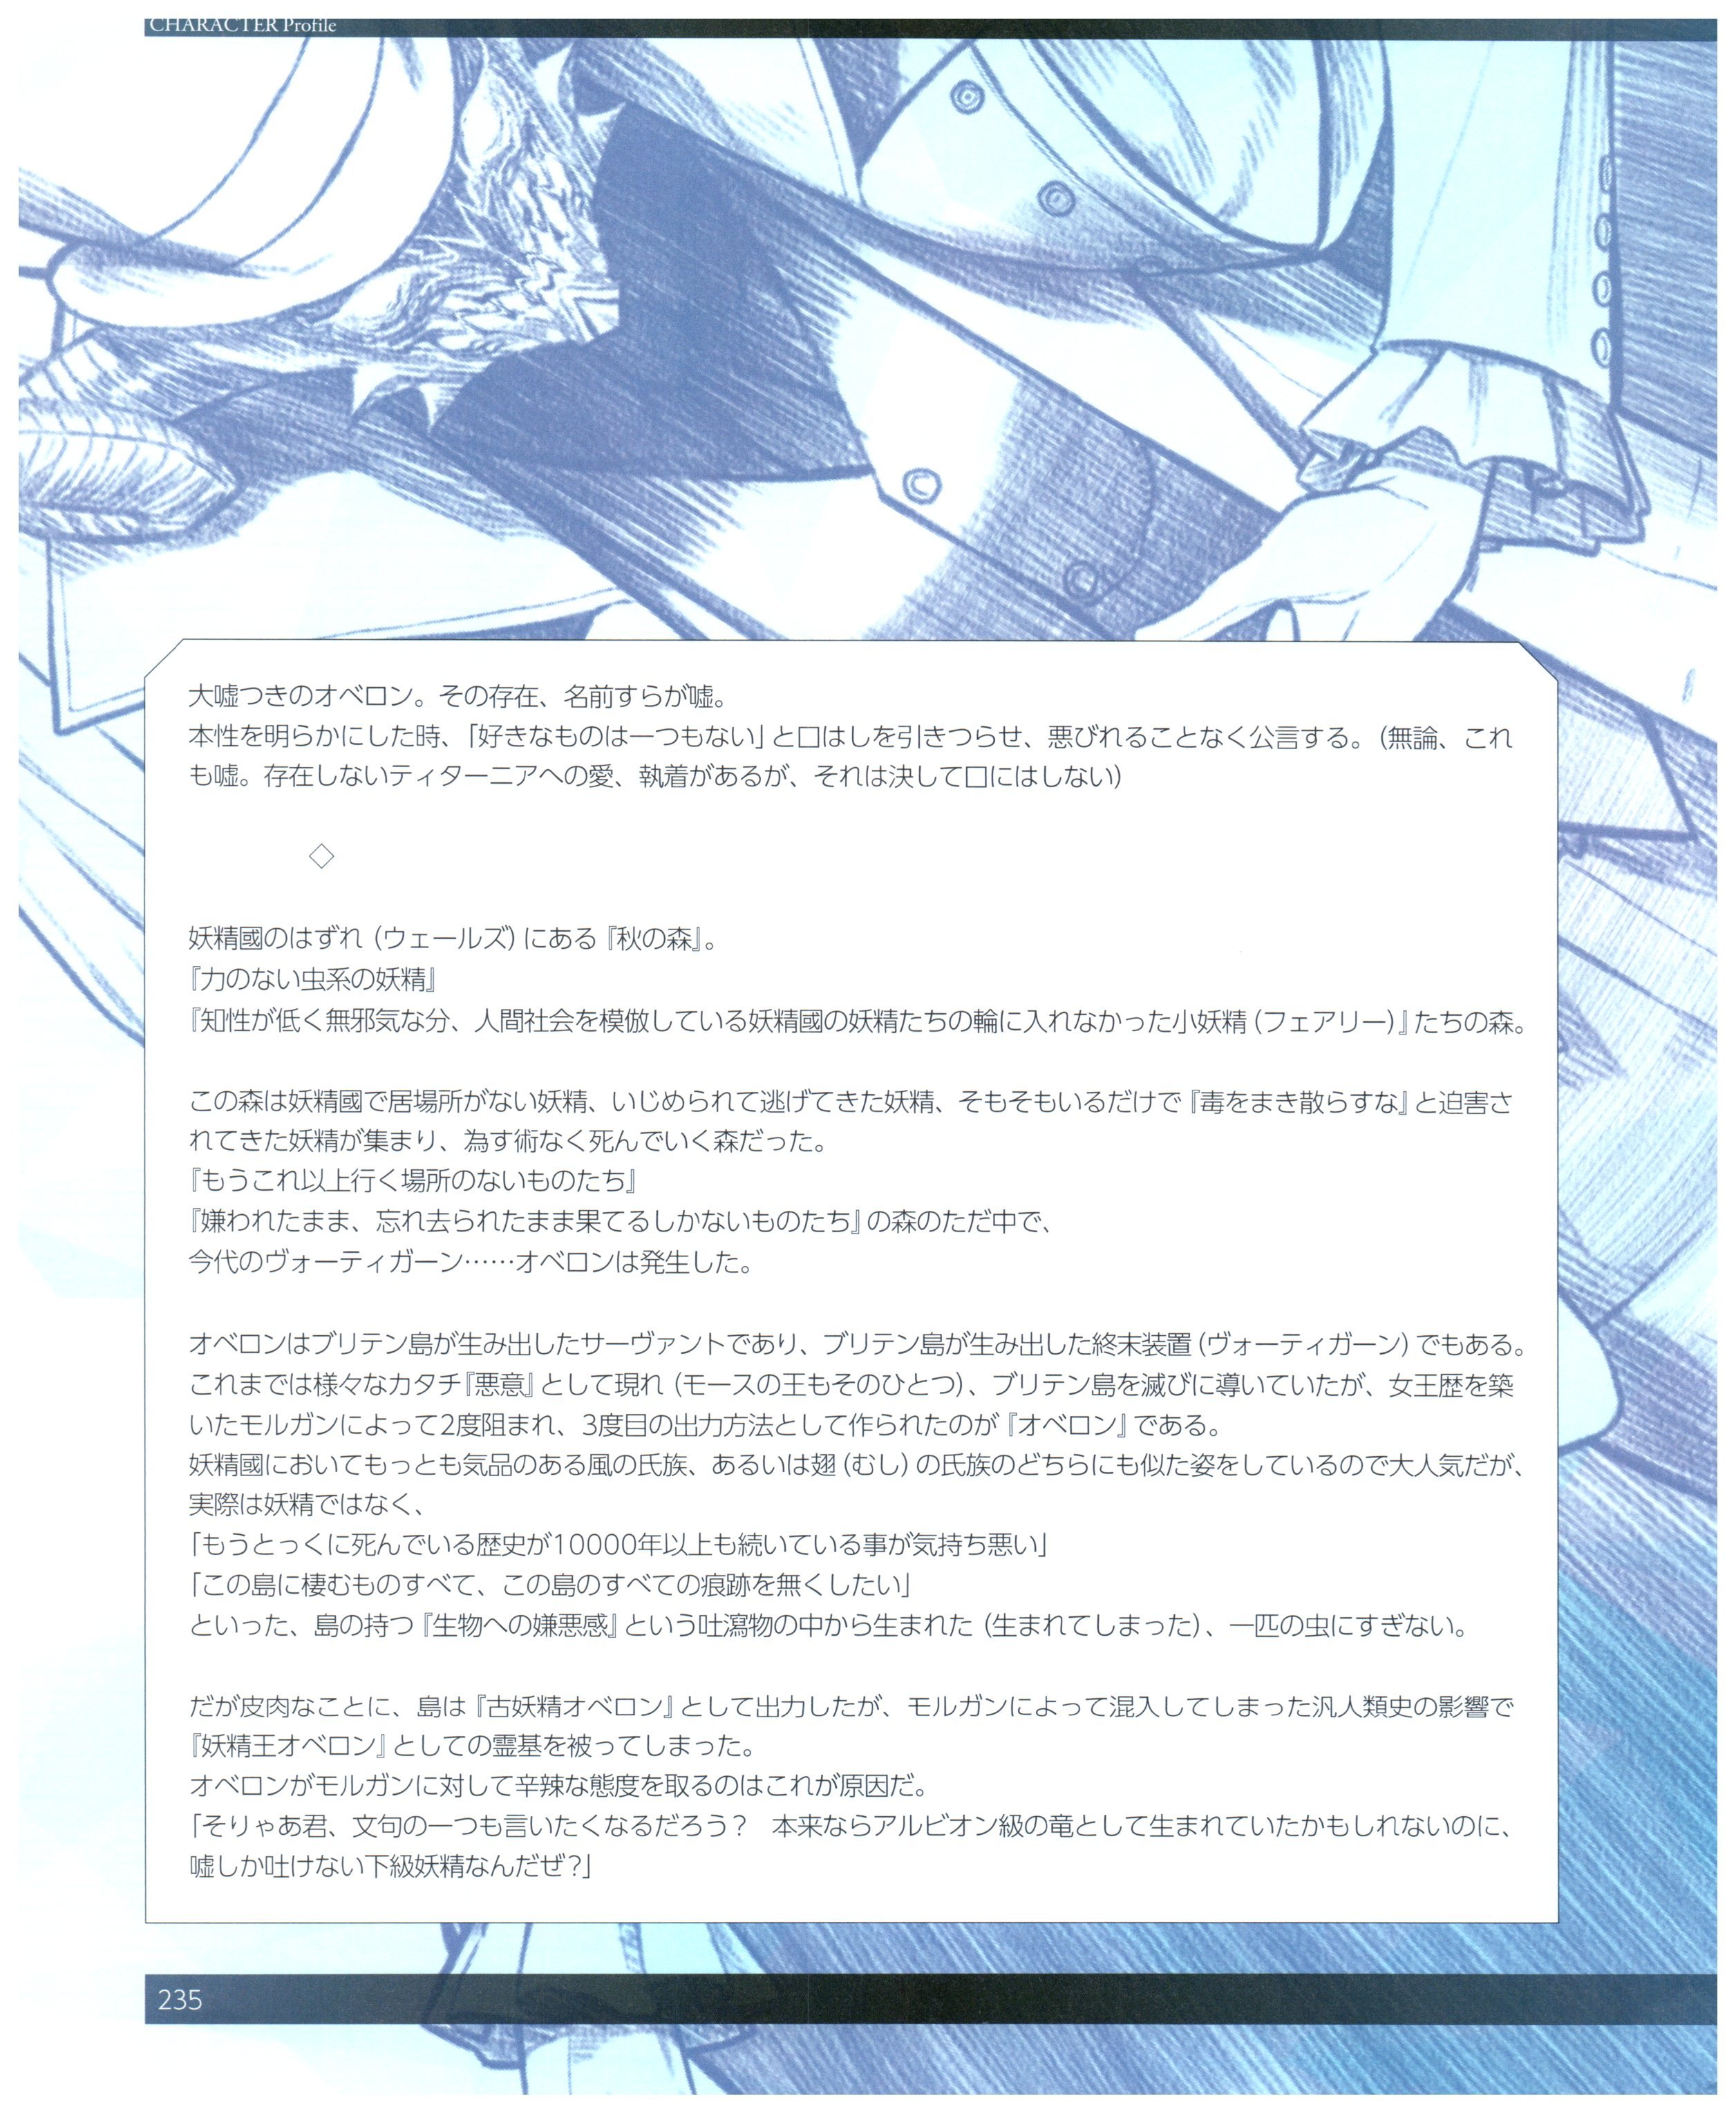 CHARACTER Profile
大嘘つきのオベロン。その存在、名前すらが嘘。
本性を明らかにした時、「好きなものは一つもない」と口はしを引きつらせ、悪びれることなく公言する。（無論、これ
も嘘。存在しないティターニアへの愛、執着があるが、それは決して口にはしない）
◇
妖精國のはずれ（ウェールズ）にある『秋の森』。
『力のない虫系の妖精』
『知性が低く無邪気な分、人間社会を模倣している妖精國の妖精たちの輪に入れなかった小妖精（フェアリー）』たちの森。
この森は妖精國で居場所がない妖精、いじめられて逃げてきた妖精、そもそもいるだけで『毒をまき散らすな』と迫害さ
れてきた妖精が集まり、為す術なく死んでいく森だった。
『もうこれ以上行く場所のないものたち』
『嫌われたまま、忘れ去られたまま果てるしかないものたち』の森のただ中で、
今代のヴォーティガーン……オベロンは発生した。
オベロンはブリテン島が生み出したサーヴァントであり、ブリテン島が生み出した終末装置（ヴォーティガーン）でもある。
これまでは様々なカタチ『悪意』として現れ（モースの王もそのひとつ）、ブリテン島を滅びに導いていたが、女王歴を築
いたモルガンによって2度阻まれ、3度目の出力方法として作られたのが『オベロン』である。
妖精國においてもっとも気品のある風の氏族、あるいは翅（むし）の氏族のどちらにも似た姿をしているので大人気だが、
実際は妖精ではなく、
「もうとっくに死んでいる歴史が10000年以上も続いている事が気持ち悪い」
「この島に棲むものすべて、この島のすべての痕跡を無くしたい」
といった、島の持つ『生物への嫌悪感』という吐瀉物の中から生まれた（生まれてしまった）、一匹の虫にすぎない。
だが皮肉なことに、島は『古妖精オベロン』として出力したが、モルガンによって混入してしまった汎人類史の影響で
『妖精王オベロン』としての霊基を被ってしまった。
オベロンがモルガンに対して辛辣な態度を取るのはこれが原因だ。
「そりゃあ君、文句の一つも言いたくなるだろう？　本来ならアルビオン級の竜として生まれていたかもしれないのに、
嘘しか吐けない下級妖精なんだぜ？」
235